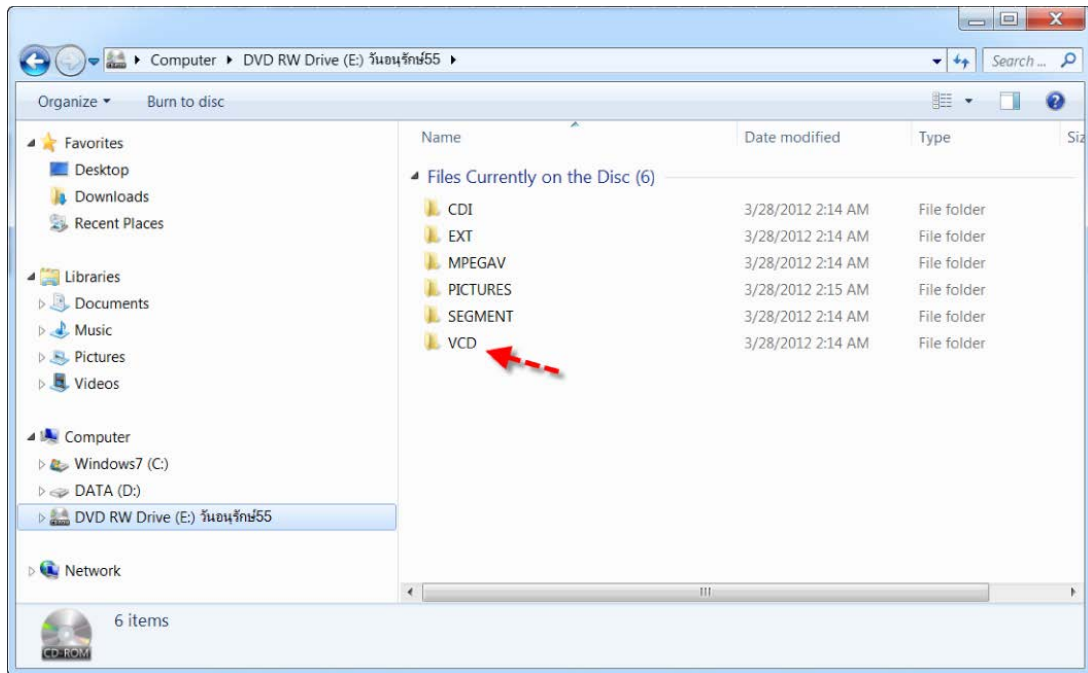 Computer ▸ DVD RW Drive (E:) วันอนุรักษ์55 ▸
Search ...
Organize Burn to disc
Favorites
Desktop
Downloads
Recent Places
Libraries
Documents
Music
Pictures
Videos
Computer
Windows7 (C:)
DATA (D:)
DVD RW Drive (E:) วันอนุรักษ์55
Network
Name Date modified Type Siz
Files Currently on the Disc (6)
CDI 3/28/2012 2:14 AM File folder
EXT 3/28/2012 2:14 AM File folder
MPEGAV 3/28/2012 2:14 AM File folder
PICTURES 3/28/2012 2:15 AM File folder
SEGMENT 3/28/2012 2:14 AM File folder
VCD 3/28/2012 2:14 AM File folder
6 items
CD-ROM